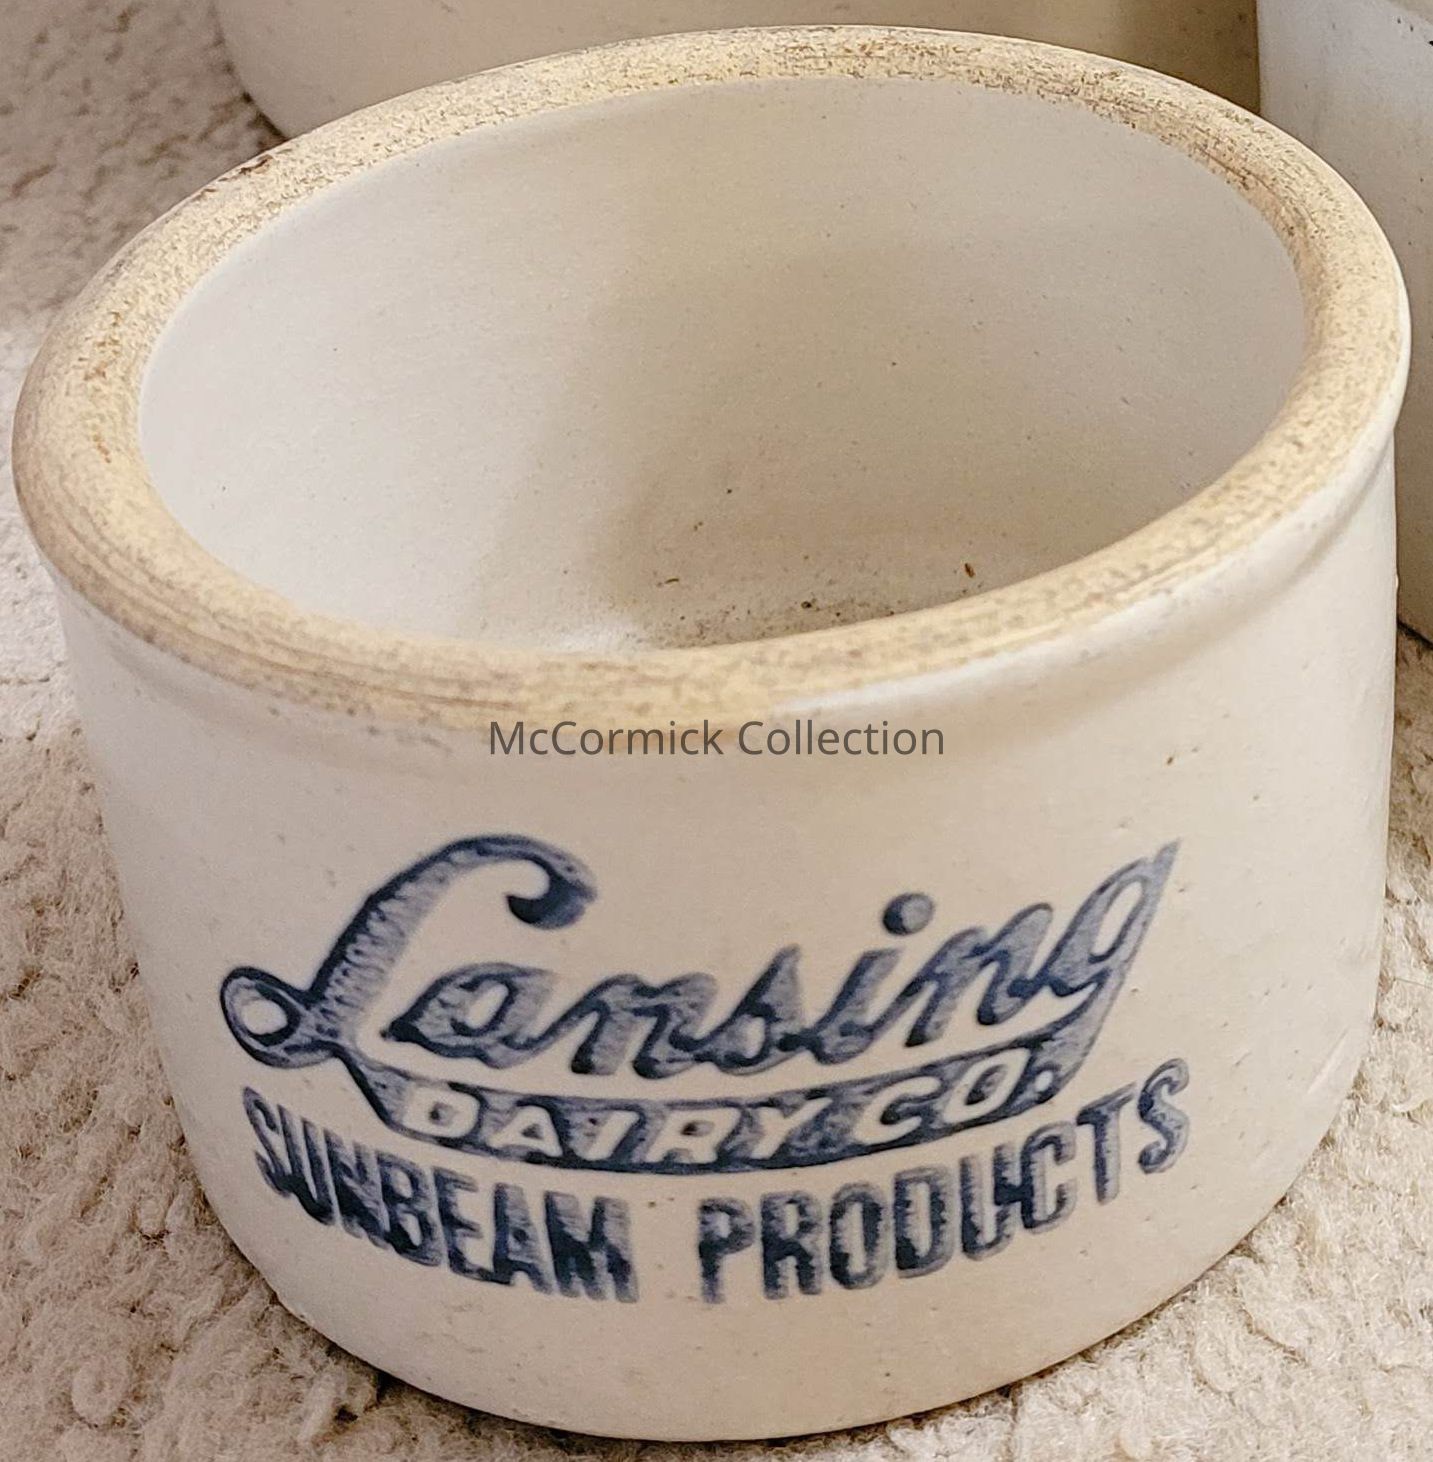 McCormick Collection
Lansing
DAIRY CO.
SUNBEAM PRODUCTS